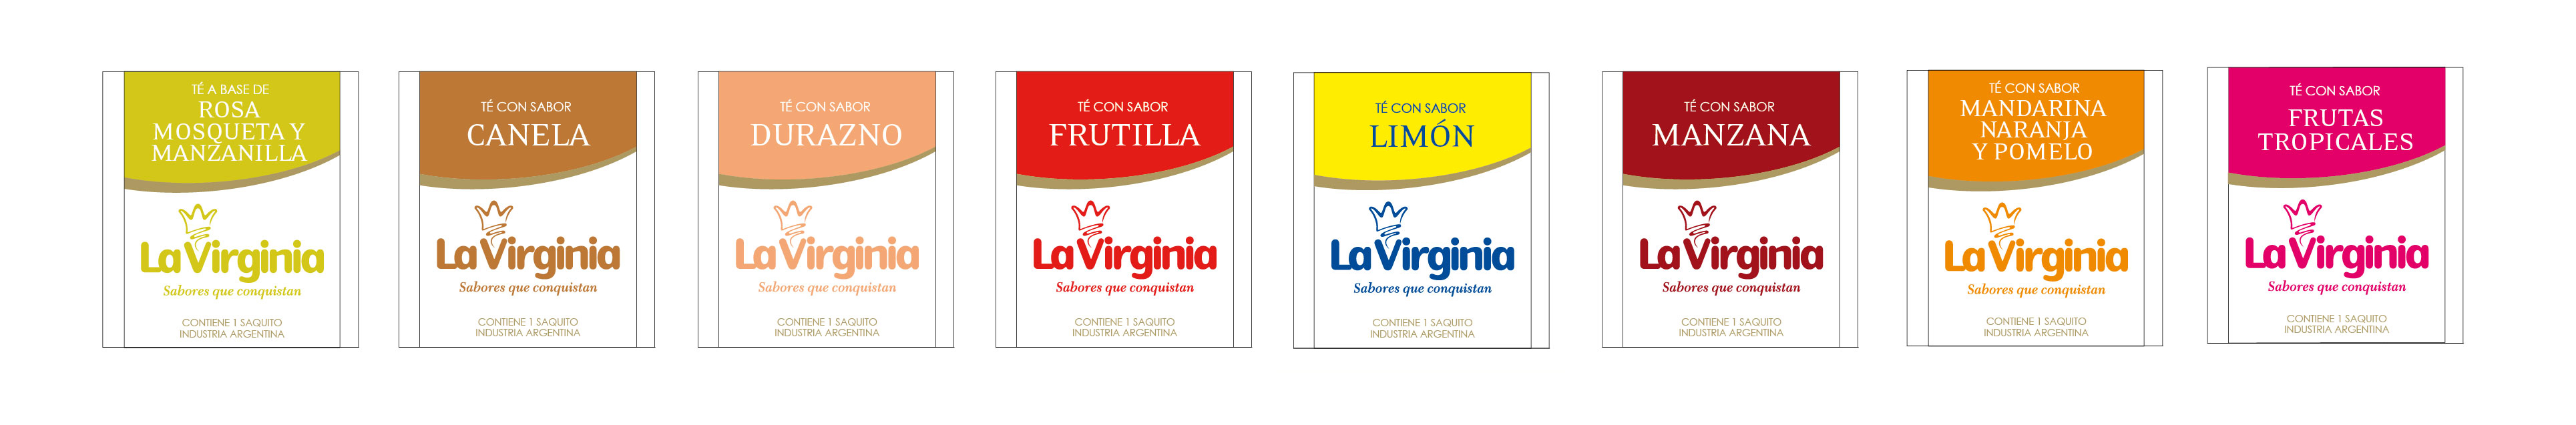 TÉ A BASE DE
ROSA
MOSQUETA Y
MANZANILLA
La Virginia
Sabores que conquistan
CONTIENE 1 SAQUITO
INDUSTRIA ARGENTINA
TÉ CON SABOR
CANELA
La Virginia
Sabores que conquistan
CONTIENE 1 SAQUITO
INDUSTRIA ARGENTINA
TÉ CON SABOR
DURAZNO
La Virginia
Sabores que conquistan
CONTIENE 1 SAQUITO
INDUSTRIA ARGENTINA
TÉ CON SABOR
FRUTILLA
La Virginia
Sabores que conquistan
CONTIENE 1 SAQUITO
INDUSTRIA ARGENTINA
TÉ CON SABOR
LIMÓN
La Virginia
Sabores que conquistan
CONTIENE 1 SAQUITO
INDUSTRIA ARGENTINA
TÉ CON SABOR
MANZANA
La Virginia
Sabores que conquistan
CONTIENE 1 SAQUITO
INDUSTRIA ARGENTINA
TÉ CON SABOR
MANDARINA
NARANJA
Y POMELO
La Virginia
Sabores que conquistan
CONTIENE 1 SAQUITO
INDUSTRIA ARGENTINA
TÉ CON SABOR
FRUTAS
TROPICALES
La Virginia
Sabores que conquistan
CONTIENE 1 SAQUITO
INDUSTRIA ARGENTINA